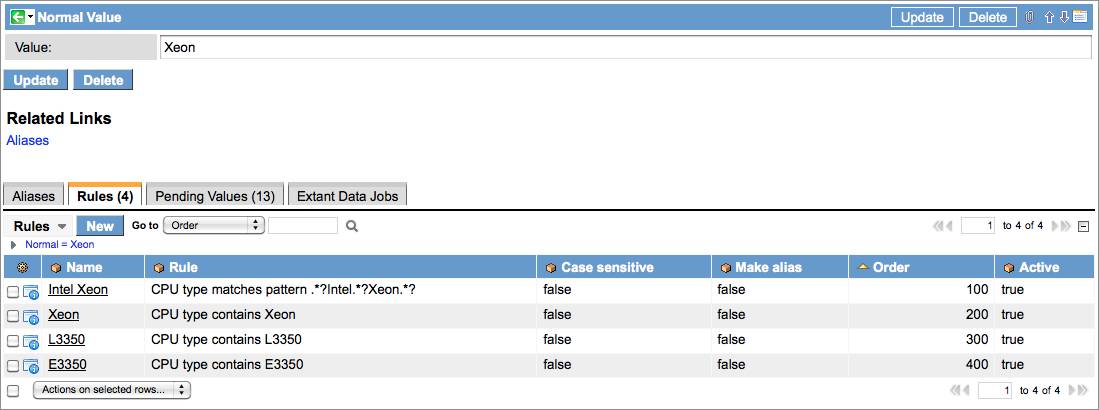 Normal Value Update Delete
Value: Xeon
Update Delete
Related Links
Aliases
Aliases Rules (4) Pending Values (13) Extant Data Jobs
Rules New Go to Order 1 to 4 of 4
Normal = Xeon
Name Rule Case sensitive Make alias Order Active
Intel Xeon CPU type matches pattern .*?Intel.*?Xeon.*? false false 100 true
Xeon CPU type contains Xeon false false 200 true
L3350 CPU type contains L3350 false false 300 true
E3350 CPU type contains E3350 false false 400 true
Actions on selected rows... 1 to 4 of 4